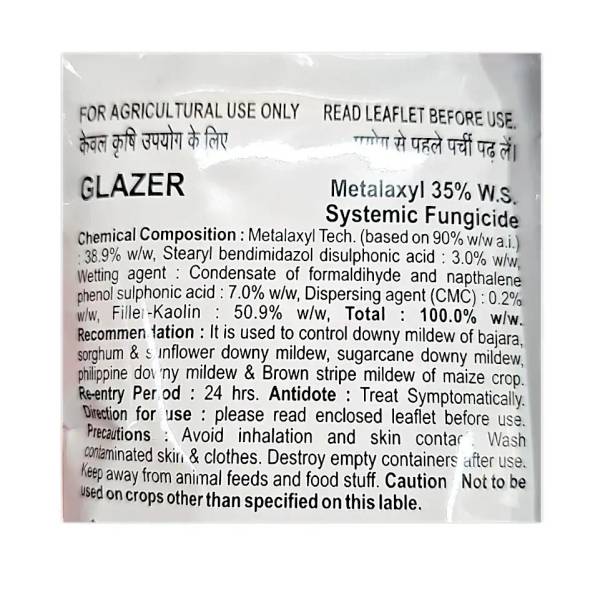 FOR AGRICULTURAL USE ONLY READ LEAFLET BEFORE USE.
केवल कृषि उपयोग के लिए प्रयोग से पहले पर्ची पढ़ लें।
GLAZER Metalaxyl 35% W.S.
Systemic Fungicide
Chemical Composition : Metalaxyl Tech. (based on 90% w/w a.i.)
: 38.9% w/w, Stearyl bendimidazol disulphonic acid : 3.0% w/w,
Wetting agent : Condensate of formaldihyde and napthalene
phenol sulphonic acid : 7.0% w/w, Dispersing agent (CMC) : 0.2%
w/w, Filler-Kaolin : 50.9% w/w, Total : 100.0% w/w.
Recommendation : It is used to control downy mildew of bajara,
sorghum & sunflower downy mildew, sugarcane downy mildew,
philippine downy mildew & Brown stripe mildew of maize crop.
Re-entry Period : 24 hrs. Antidote : Treat Symptomatically.
Direction for use : please read enclosed leaflet before use.
Precautions : Avoid inhalation and skin contact. Wash
contaminated skin & clothes. Destroy empty containers after use.
Keep away from animal feeds and food stuff. Caution : Not to be
used on crops other than specified on this lable.